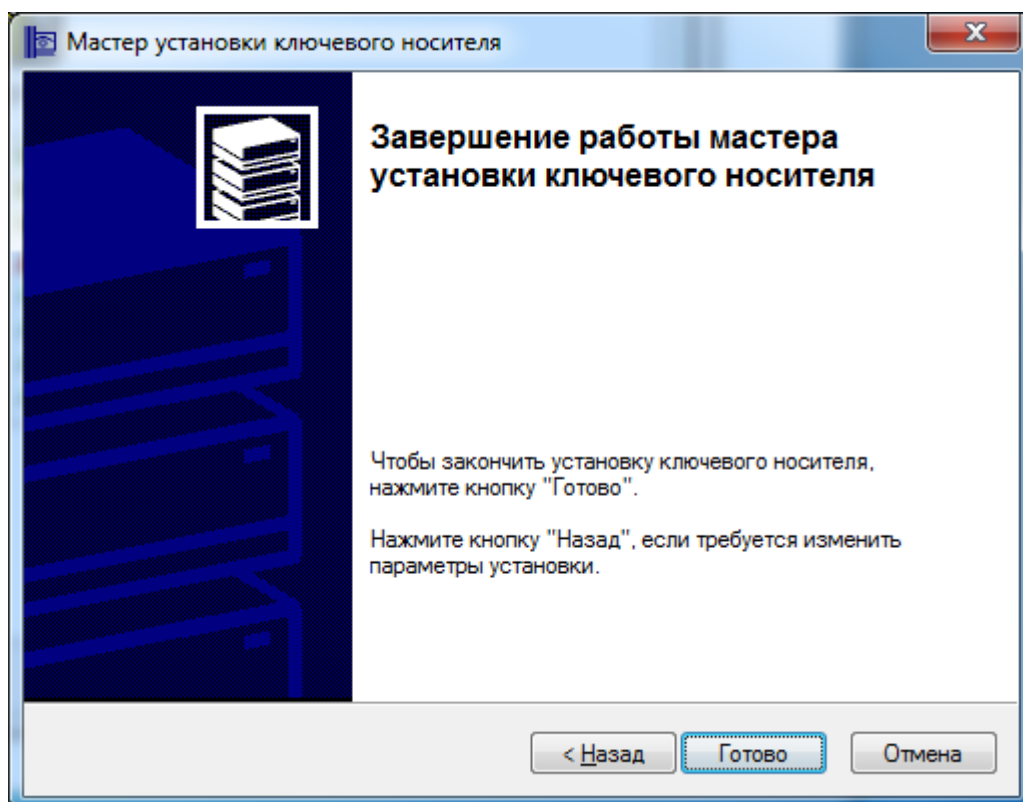 Мастер установки ключевого носителя
Завершение работы мастера
установки ключевого носителя
Чтобы закончить установку ключевого носителя,
нажмите кнопку "Готово".
Нажмите кнопку "Назад", если требуется изменить
параметры установки.
< Назад
Готово
Отмена